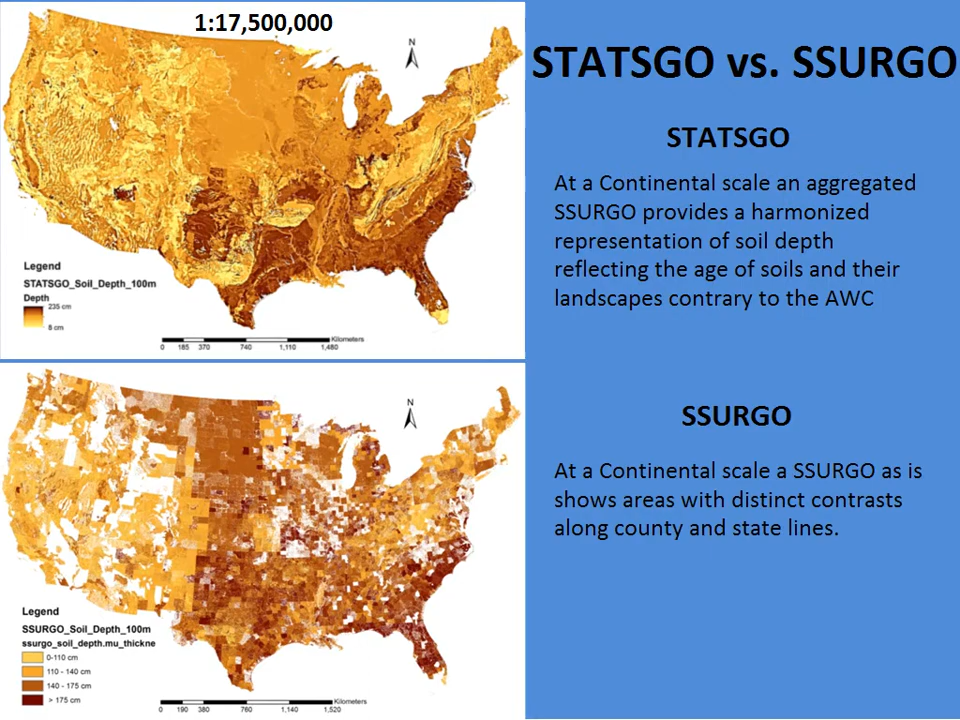 1:17,500,000
N
Legend
STATSGO_Soil_Depth_100m
Depth
235 cm
8 cm
Kilometers
0 185 370 740 1,110 1,480
STATSGO vs. SSURGO
STATSGO
At a Continental scale an aggregated
SSURGO provides a harmonized
representation of soil depth
reflecting the age of soils and their
landscapes contrary to the AWC
N
Legend
SSURGO_Soil_Depth_100m
ssurgo_soil_depth.mu_thickne
0-110 cm
110 - 140 cm
140 - 175 cm
> 175 cm
Kilometers
0 190 380 760 1,140 1,520
SSURGO
At a Continental scale a SSURGO as is
shows areas with distinct contrasts
along county and state lines.